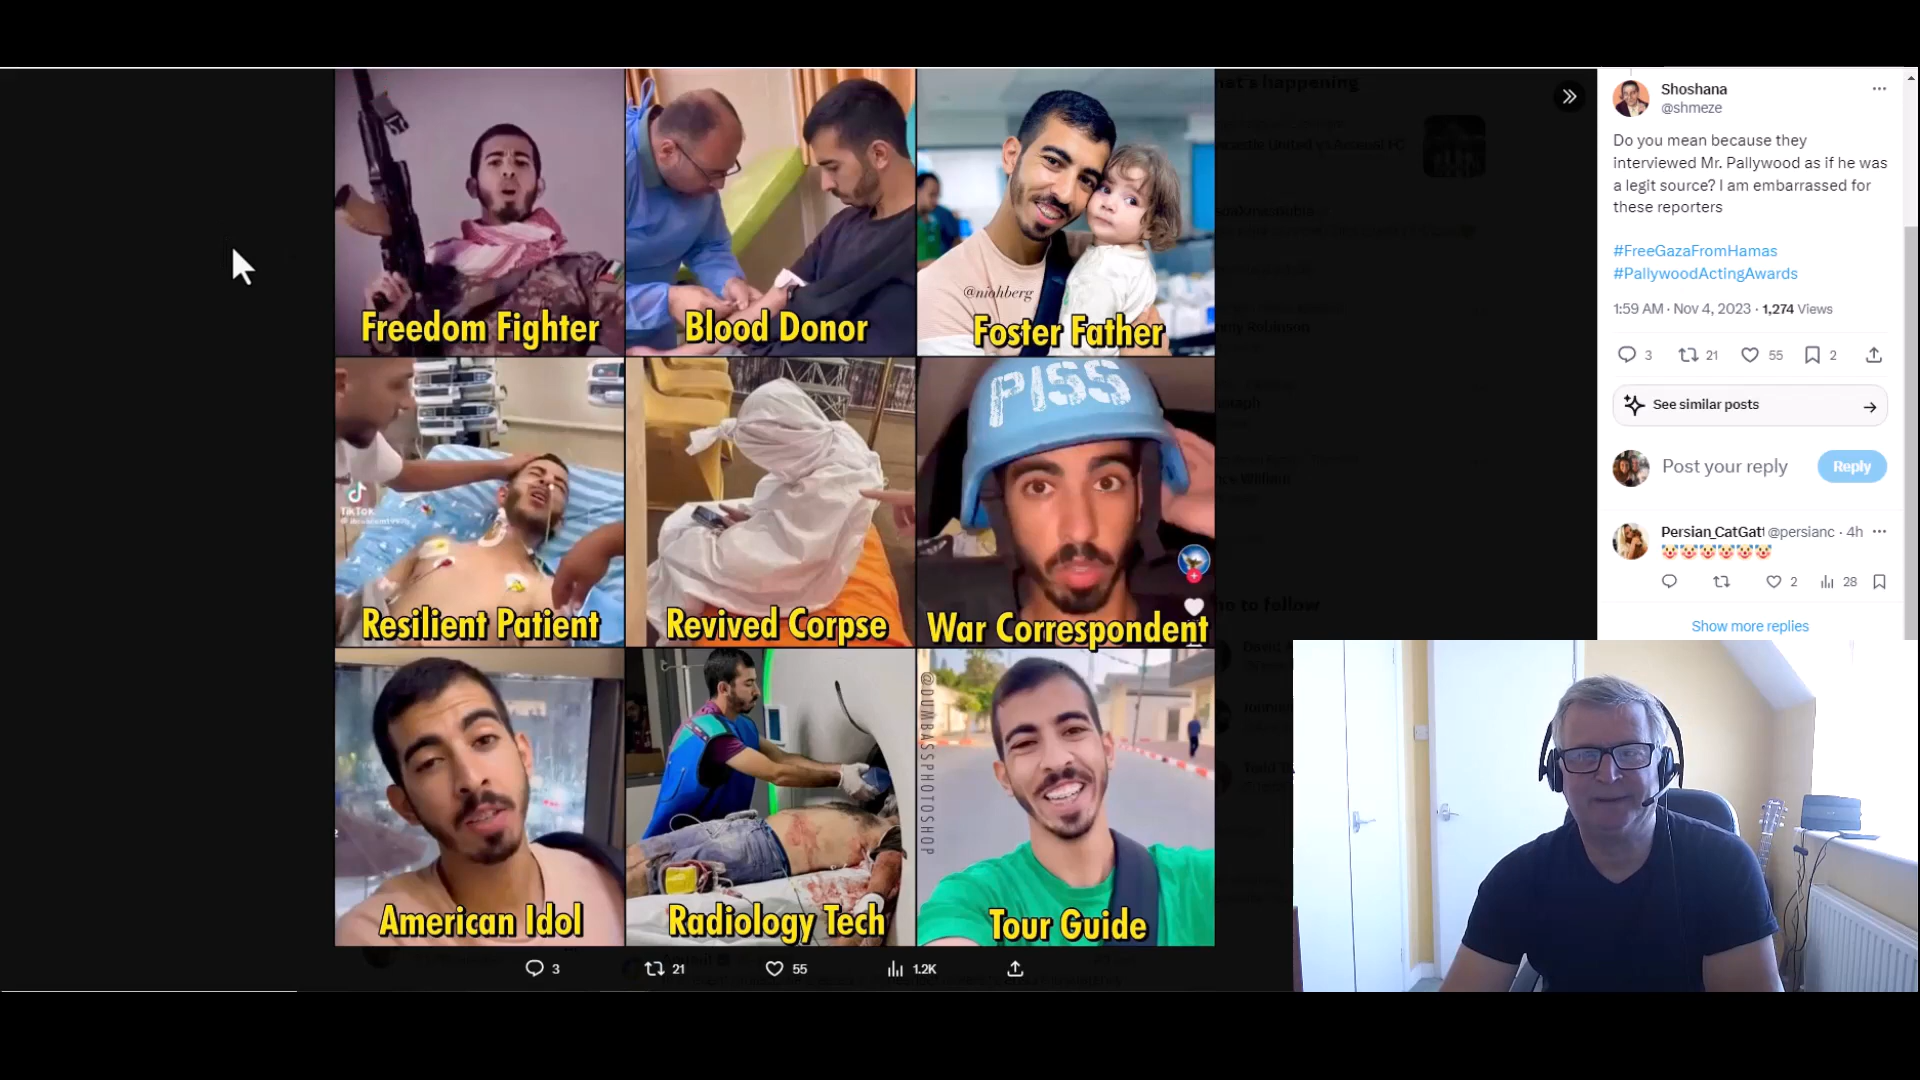 Freedom Fighter
Blood Donor
@niohberg
Foster Father
TikTok
Resilient Patient
Revived Corpse
PISS
War Correspondent
American Idol
Radiology Tech
@DUMBASSPHOTOSHOP
Tour Guide
3 21 55 1.2K
Shoshana
@shmeze
Do you mean because they
interviewed Mr. Pallywood as if he was
a legit source? I am embarrassed for
these reporters
#FreeGazaFromHamas
#PallywoodActingAwards
1:59 AM · Nov 4, 2023 · 1,274 Views
3 21 55 2
See similar posts
Post your reply
Reply
Persian_CatGat @persianc · 4h
🤡🤡🤡🤡🤡🤡
2 28
Show more replies